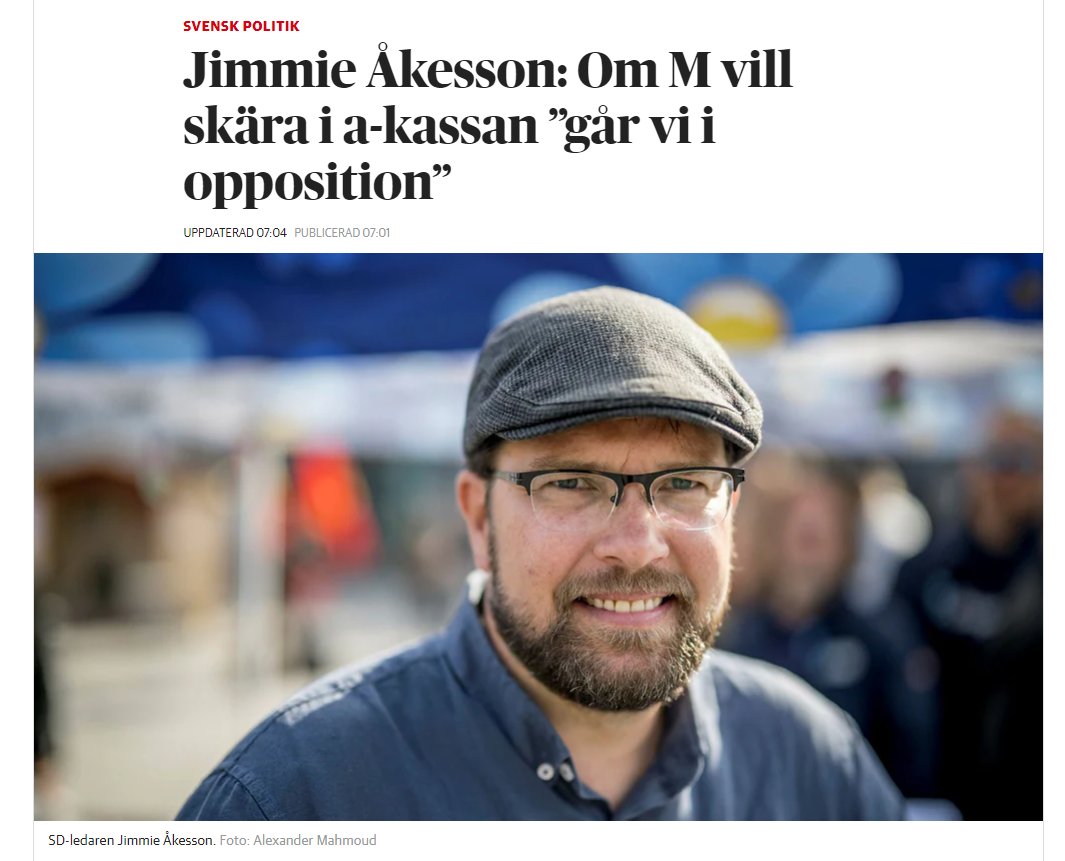 SVENSK POLITIK
Jimmie Åkesson: Om M vill
skära i a-kassan ”går vi i
opposition”
UPPDATERAD 07:04 PUBLICERAD 07:01
SD-ledaren Jimmie Åkesson. Foto: Alexander Mahmoud